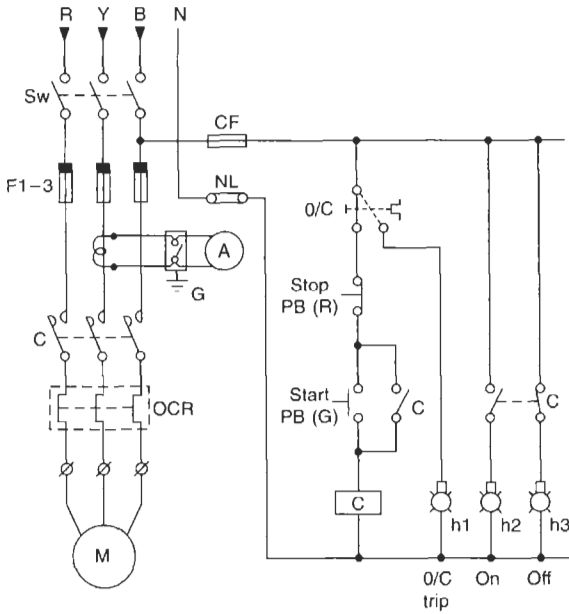 R Y B N
Sw
CF
F1-3
NL
0/C
A
G
Stop
PB (R)
C
OCR
Start
PB (G)
C
C
C
h1
h2
h3
M
0/C
trip
On
Off